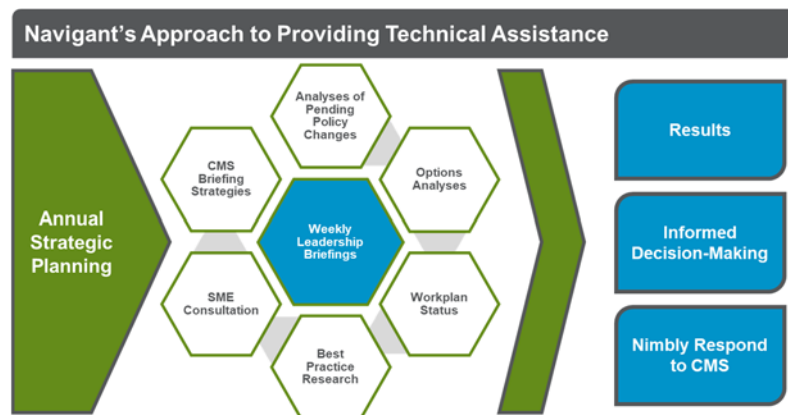 Navigant's Approach to Providing Technical Assistance
Annual
Strategic
Planning
Analyses of
Pending
Policy
Changes
CMS
Briefing
Strategies
Options
Analyses
Weekly
Leadership
Briefings
SME
Consultation
Workplan
Status
Best
Practice
Research
Results
Informed
Decision-Making
Nimbly Respond
to CMS